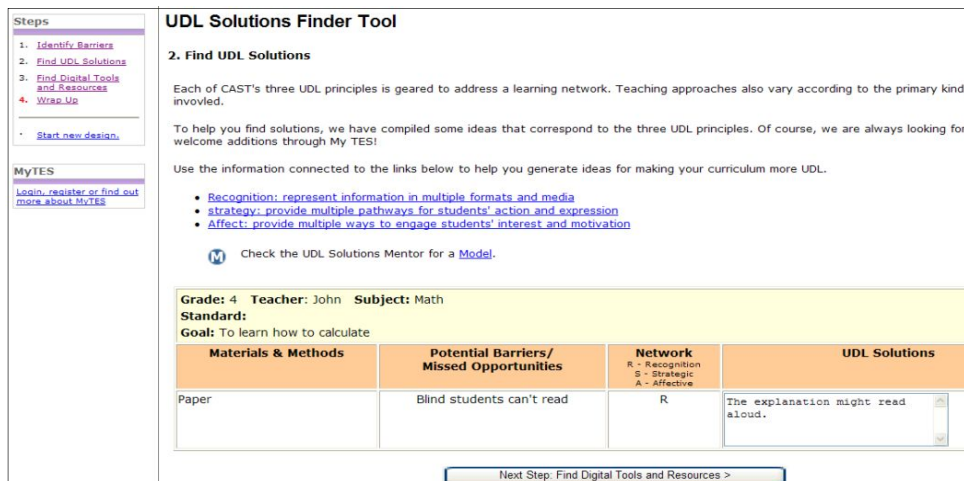 Steps
1. Identify Barriers
2. Find UDL Solutions
3. Find Digital Tools
and Resources
4. Wrap Up
· Start new design.
MyTES
Login, register or find out
more about MyTES
UDL Solutions Finder Tool
2. Find UDL Solutions
Each of CAST's three UDL principles is geared to address a learning network. Teaching approaches also vary according to the primary kind
invovled.
To help you find solutions, we have compiled some ideas that correspond to the three UDL principles. Of course, we are always looking for
welcome additions through My TES!
Use the information connected to the links below to help you generate ideas for making your curriculum more UDL.
• Recognition: represent information in multiple formats and media
• strategy: provide multiple pathways for students' action and expression
• Affect: provide multiple ways to engage students' interest and motivation
M Check the UDL Solutions Mentor for a Model.
Grade: 4 Teacher: John Subject: Math
Standard:
Goal: To learn how to calculate
Materials & Methods
Potential Barriers/
Missed Opportunities
Network
R - Recognition
S - Strategic
A - Affective
UDL Solutions
Paper
Blind students can't read
R
The explanation might read
aloud.
Next Step: Find Digital Tools and Resources >